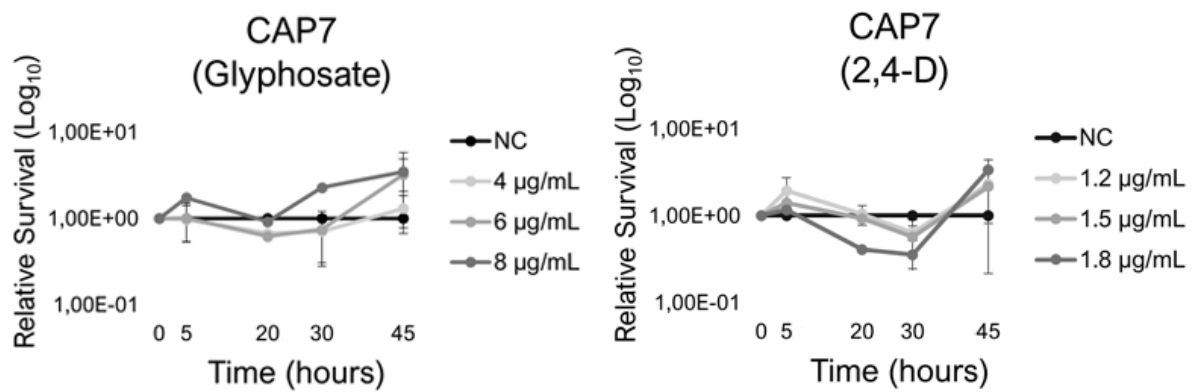 CAP7
(Glyphosate)
Relative Survival (Log10)
1,00E+01
1,00E+00
1,00E-01
0 5 20 30 45
Time (hours)
NC
4 µg/mL
6 µg/mL
8 µg/mL
CAP7
(2,4-D)
Relative Survival (Log10)
1,00E+01
1,00E+00
1,00E-01
0 5 20 30 45
Time (hours)
NC
1.2 µg/mL
1.5 µg/mL
1.8 µg/mL